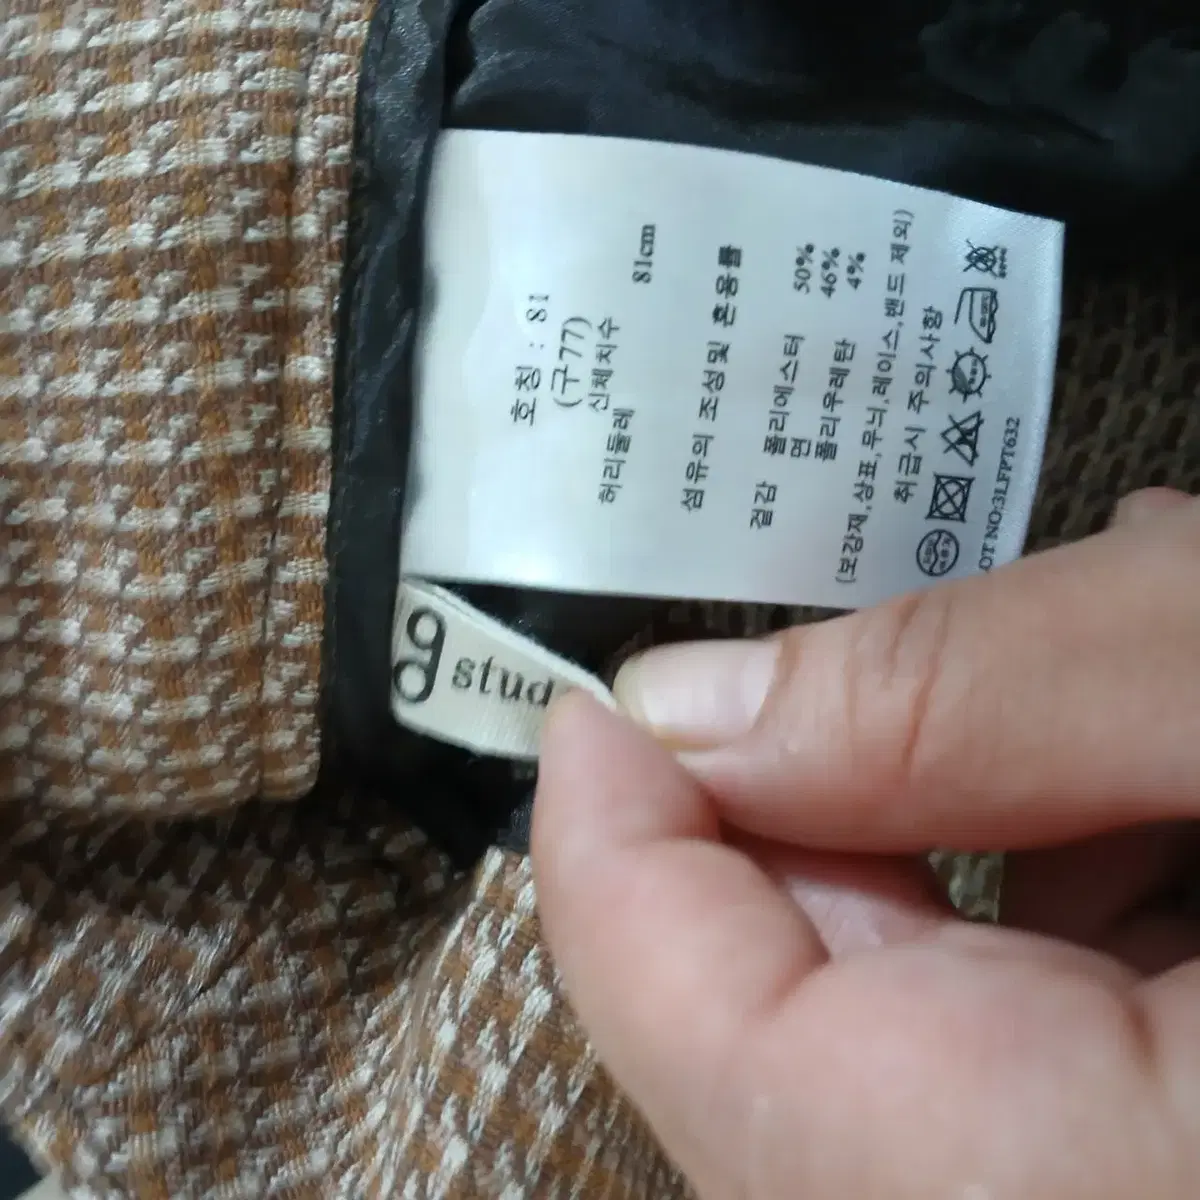 호칭 : 81
(구77)
신체치수
허리둘레 81cm
섬유의 조성및 혼용률
겉감 폴리에스터 50%
면 46%
폴리우레탄 4%
(보강재,상표,무늬,레이스,밴드 제외)
취급시 주의사항
LOT NO:3LFPT632
g stud